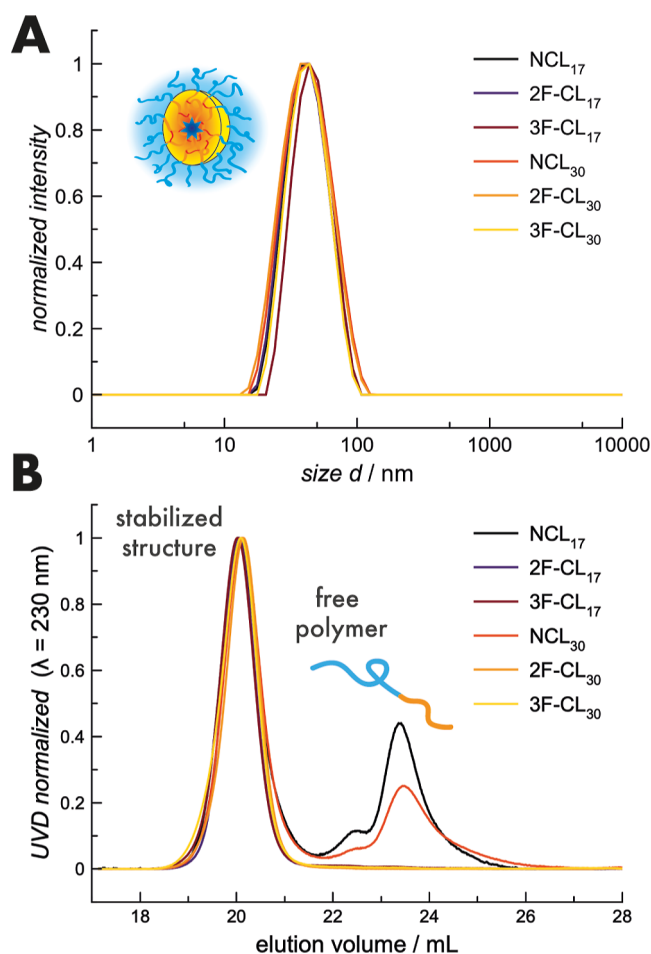 A
normalized intensity
1
0.8
0.6
0.4
0.2
0
1
10
100
1000
10000
size d / nm
NCL17
2F-CL17
3F-CL17
NCL30
2F-CL30
3F-CL30
B
UVD normalized (λ = 230 nm)
1
0.8
0.6
0.4
0.2
0
18
20
22
24
26
28
elution volume / mL
stabilized
structure
free
polymer
NCL17
2F-CL17
3F-CL17
NCL30
2F-CL30
3F-CL30